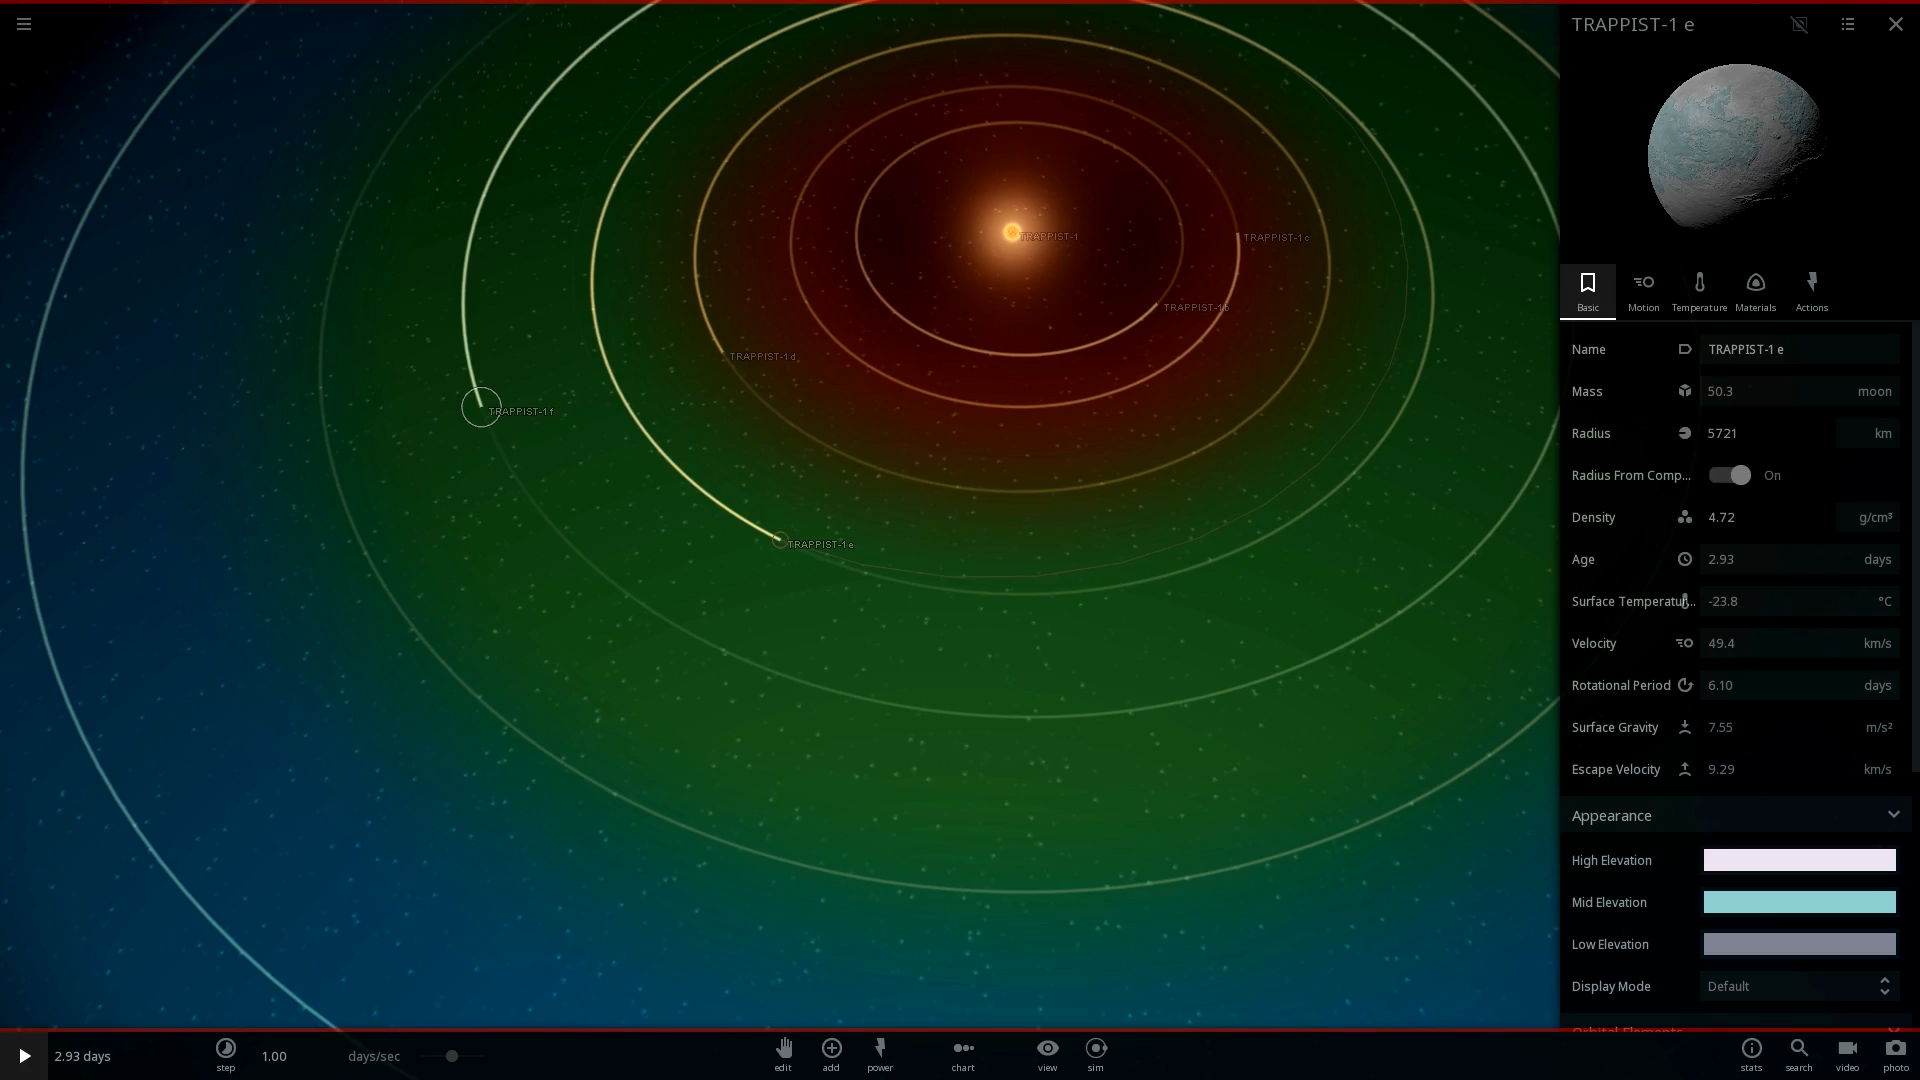 TRAPPIST-1 e
TRAPPIST-1
TRAPPIST-1 c
TRAPPIST-1 b
TRAPPIST-1 d
TRAPPIST-1 f
TRAPPIST-1 e
Basic Motion Temperature Materials Actions
Name TRAPPIST-1 e
Mass 50.3 moon
Radius 5721 km
Radius From Comp... On
Density 4.72 g/cm³
Age 2.93 days
Surface Temperatur... -23.8 °C
Velocity 49.4 km/s
Rotational Period 6.10 days
Surface Gravity 7.55 m/s²
Escape Velocity 9.29 km/s
Appearance
High Elevation
Mid Elevation
Low Elevation
Display Mode Default
Orbital Elements
2.93 days step 1.00 days/sec edit add power chart view sim stats search video photo